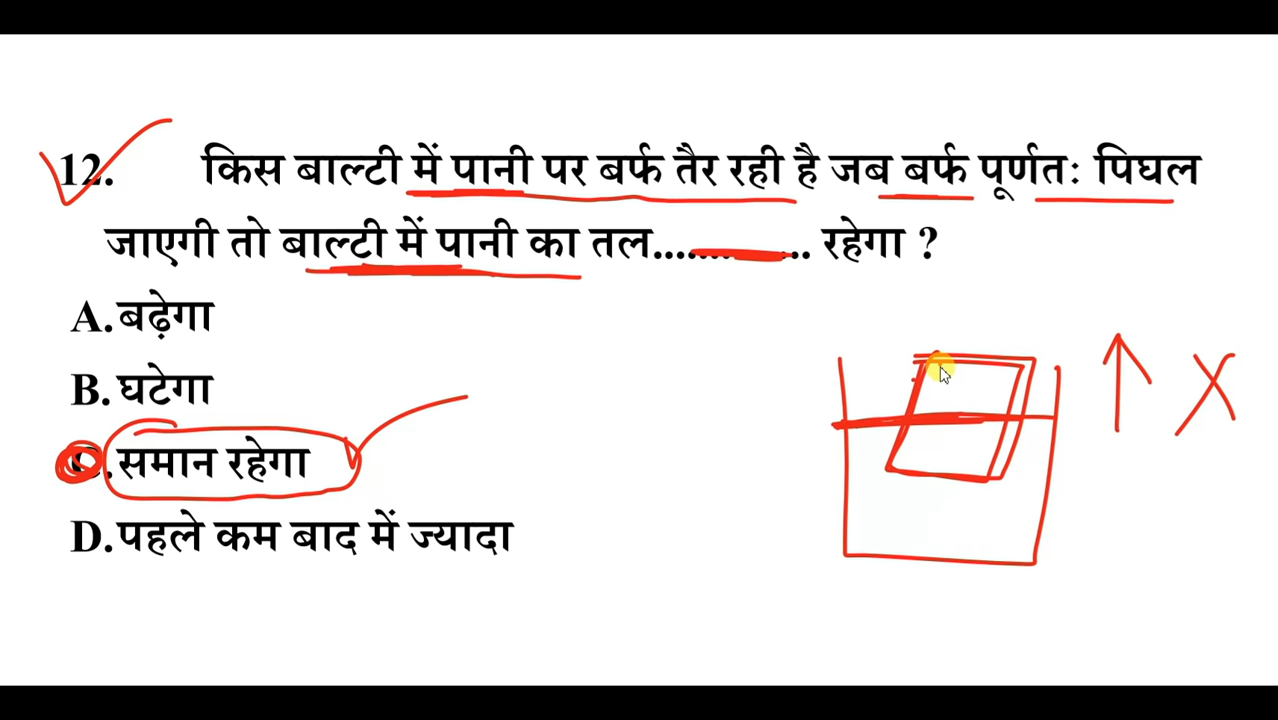 12. किस बाल्टी में पानी पर बर्फ तैर रही है जब बर्फ पूर्णतः पिघल
जाएगी तो बाल्टी में पानी का तल............ रहेगा ?
A. बढ़ेगा
B. घटेगा
C. समान रहेगा
D. पहले कम बाद में ज्यादा